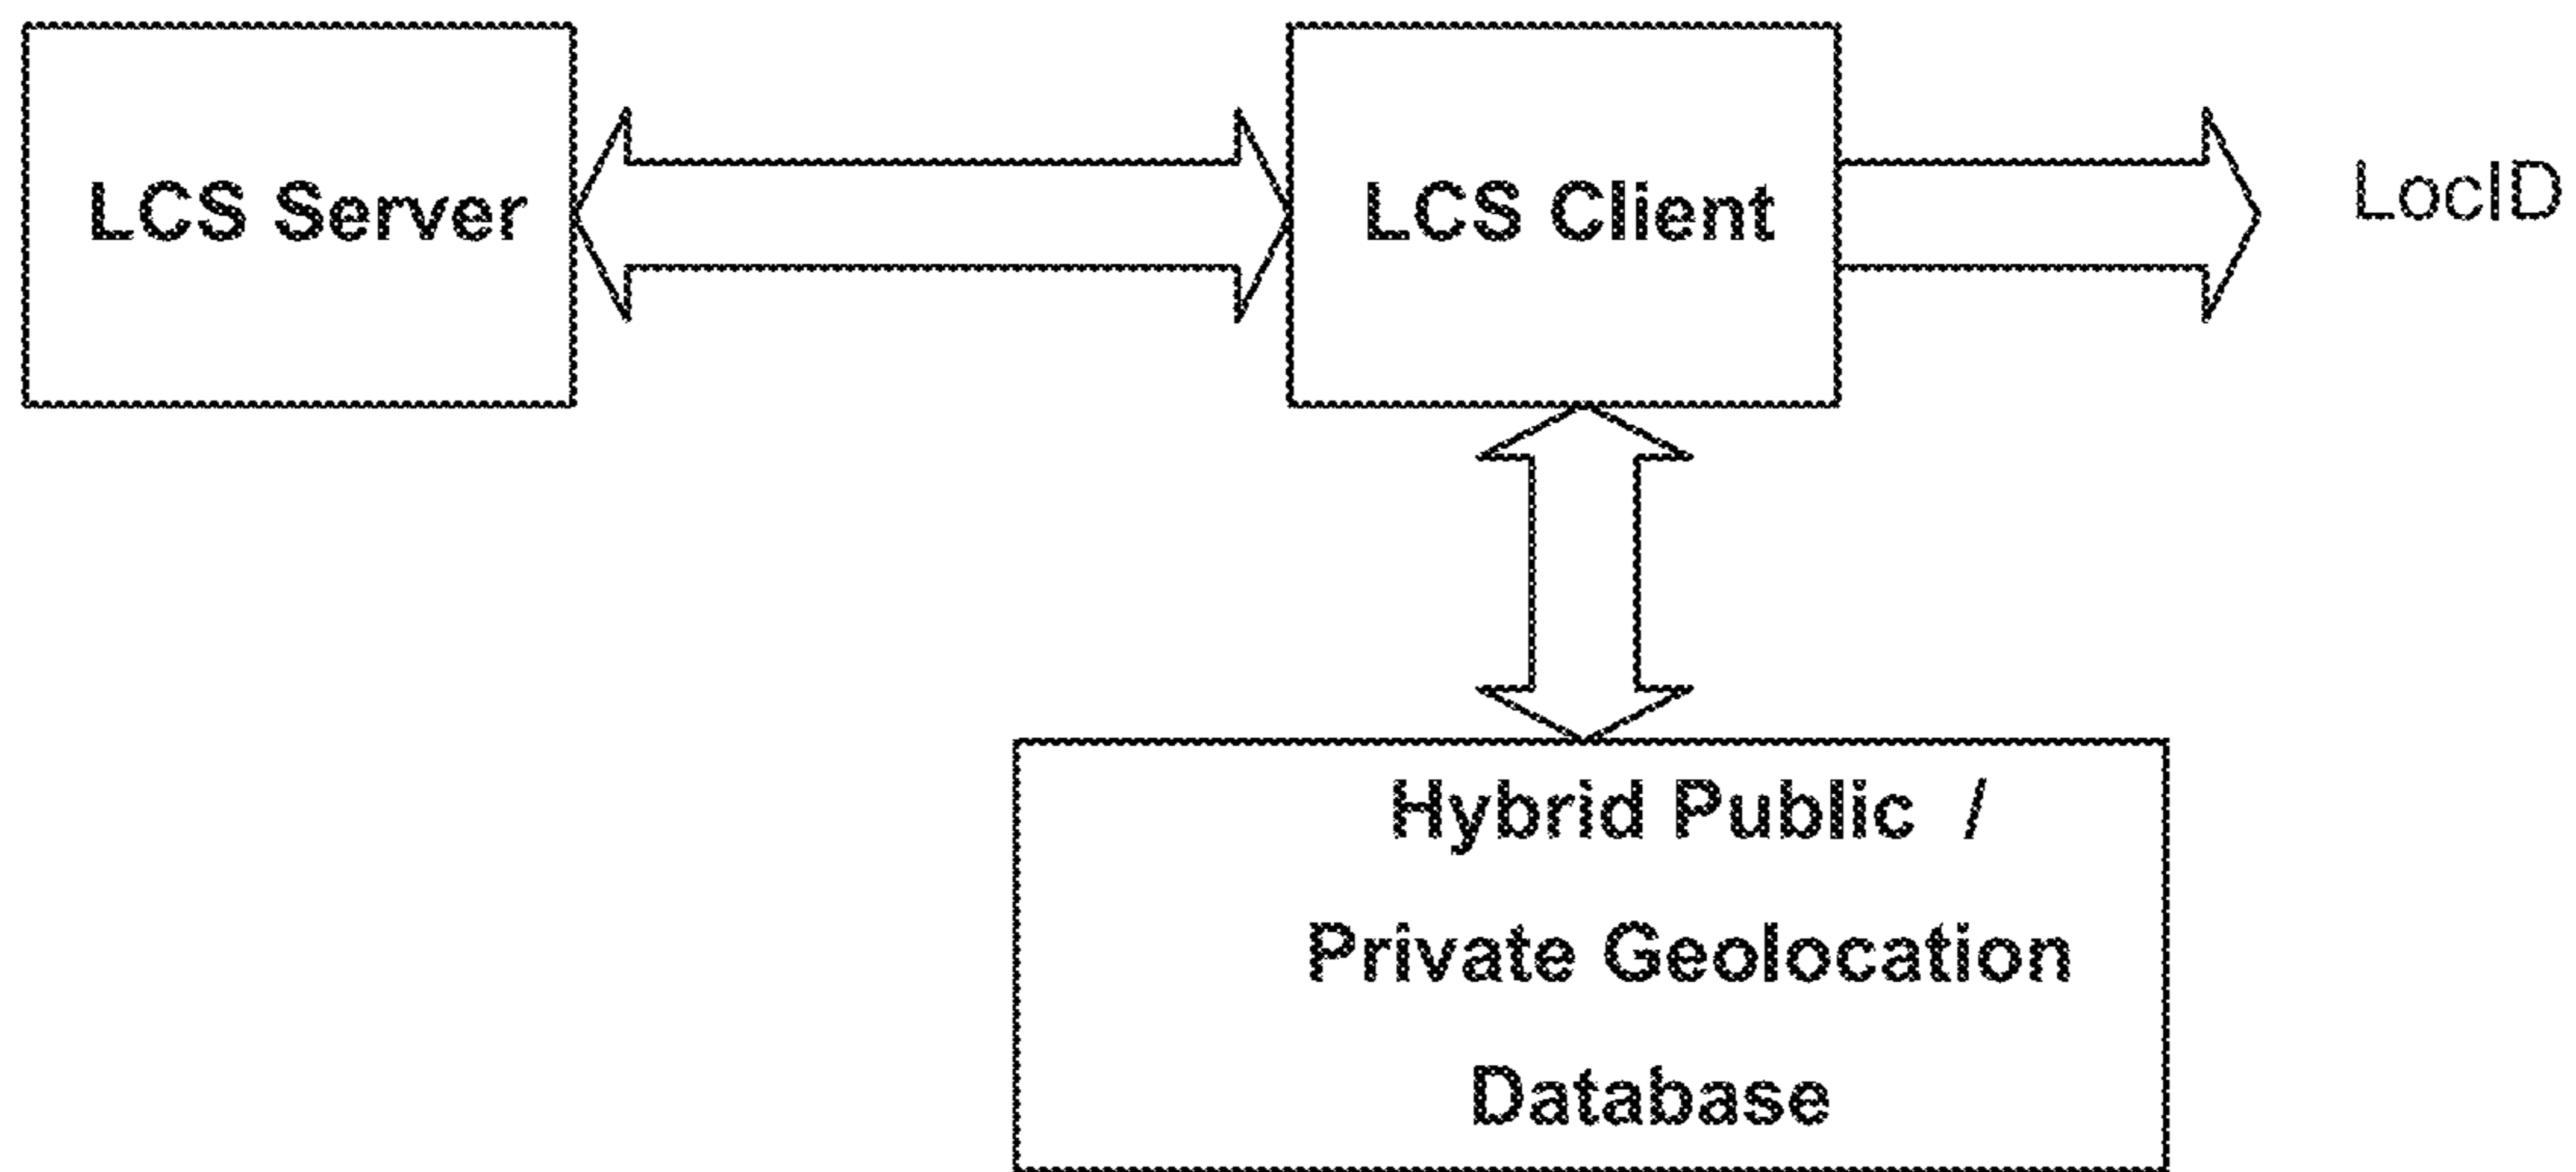 LCS Server
LCS Client
LocID
Hybrid Public /
Private Geolocation
Database